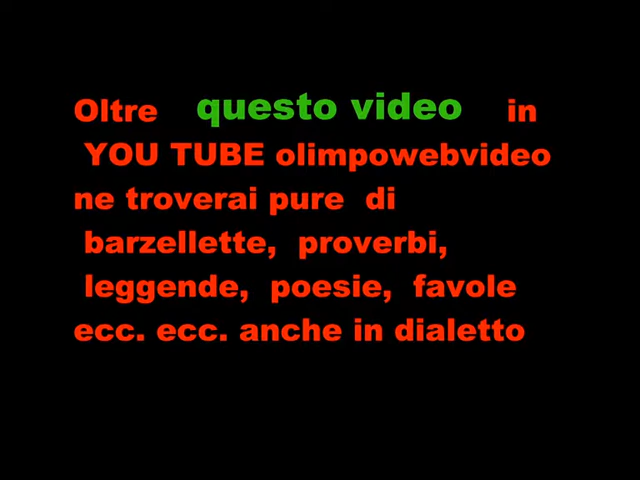 Oltre questo video in
YOU TUBE olimpowebvideo
ne troverai pure di
barzellette, proverbi,
leggende, poesie, favole
ecc. ecc. anche in dialetto